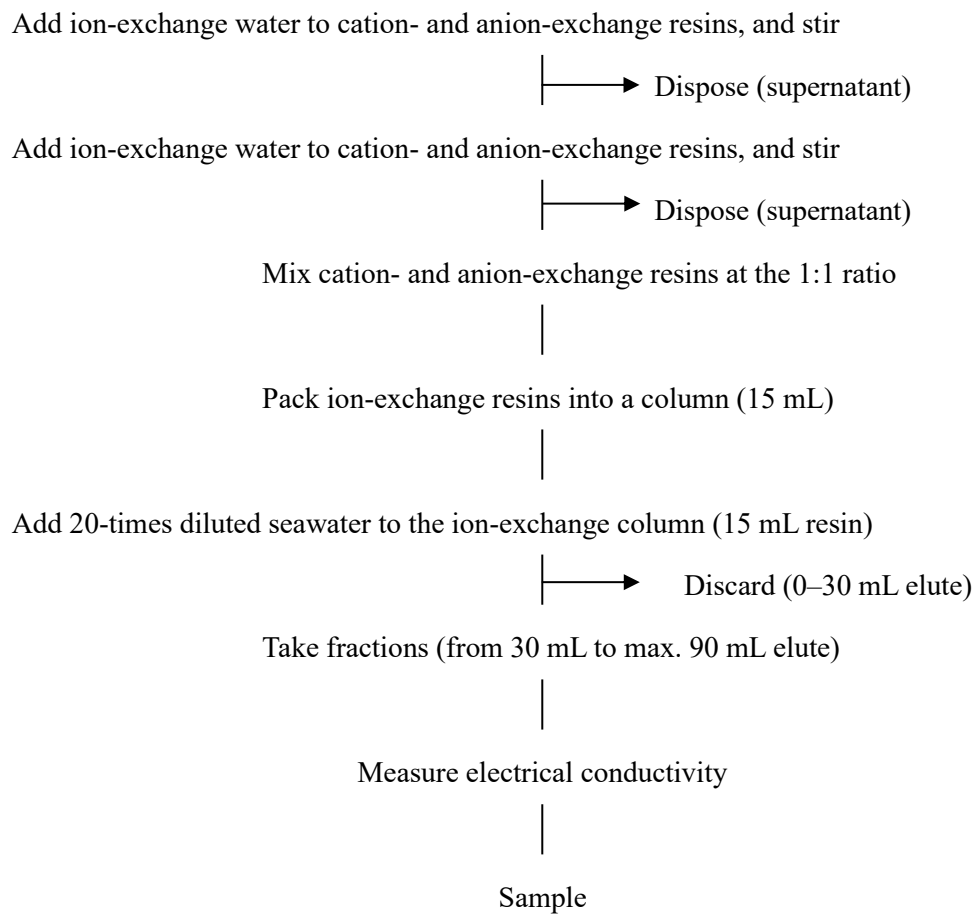 Add ion-exchange water to cation- and anion-exchange resins, and stir
Dispose (supernatant)
Add ion-exchange water to cation- and anion-exchange resins, and stir
Dispose (supernatant)
Mix cation- and anion-exchange resins at the 1:1 ratio
Pack ion-exchange resins into a column (15 mL)
Add 20-times diluted seawater to the ion-exchange column (15 mL resin)
Discard (0–30 mL elute)
Take fractions (from 30 mL to max. 90 mL elute)
Measure electrical conductivity
Sample